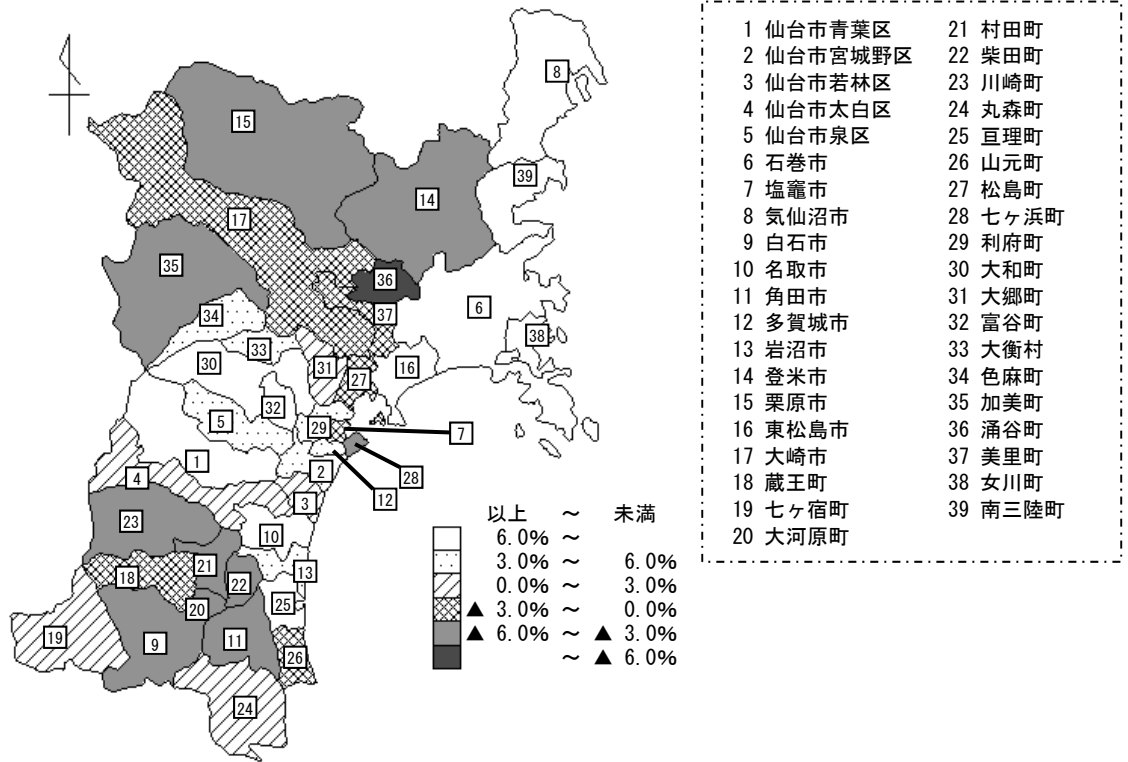 1 仙台市青葉区
2 仙台市宮城野区
3 仙台市若林区
4 仙台市太白区
5 仙台市泉区
6 石巻市
7 塩竈市
8 気仙沼市
9 白石市
10 名取市
11 角田市
12 多賀城市
13 岩沼市
14 登米市
15 栗原市
16 東松島市
17 大崎市
18 蔵王町
19 七ヶ宿町
20 大河原町
21 村田町
22 柴田町
23 川崎町
24 丸森町
25 亘理町
26 山元町
27 松島町
28 七ヶ浜町
29 利府町
30 大和町
31 大郷町
32 富谷町
33 大衡村
34 色麻町
35 加美町
36 涌谷町
37 美里町
38 女川町
39 南三陸町
8
15
39
14
17
35
36
6
37
34
38
33
30
31
16
27
32
5
29
7
1
2
28
4
12
3
23
10
21
13
18
22
20
25
19
9
11
26
24
以上 ~ 未満
6.0% ~
3.0% ~ 6.0%
0.0% ~ 3.0%
▲ 3.0% ~ 0.0%
▲ 6.0% ~ ▲ 3.0%
~ ▲ 6.0%